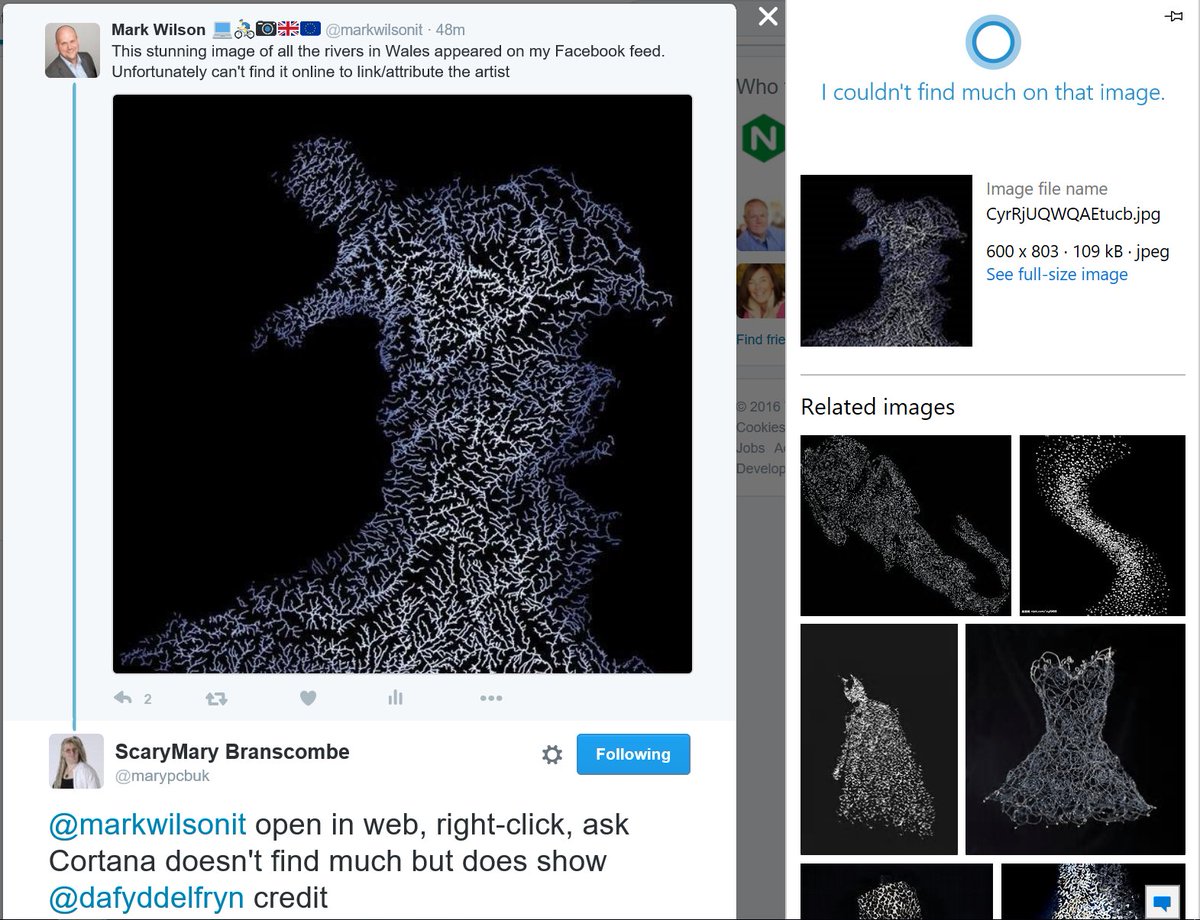 Mark Wilson @markwilsonit · 48m
This stunning image of all the rivers in Wales appeared on my Facebook feed.
Unfortunately can't find it online to link/attribute the artist
2
ScaryMary Branscombe
@marypcbuk
Following
@markwilsonit open in web, right-click, ask
Cortana doesn't find much but does show
@dafyddelfryn credit
Who
N
Find frie
© 2016
Cookies
Jobs
Develop
I couldn't find much on that image.
Image file name
CyrRjUQWQAEtucb.jpg
600 x 803 · 109 kB · jpeg
See full-size image
Related images